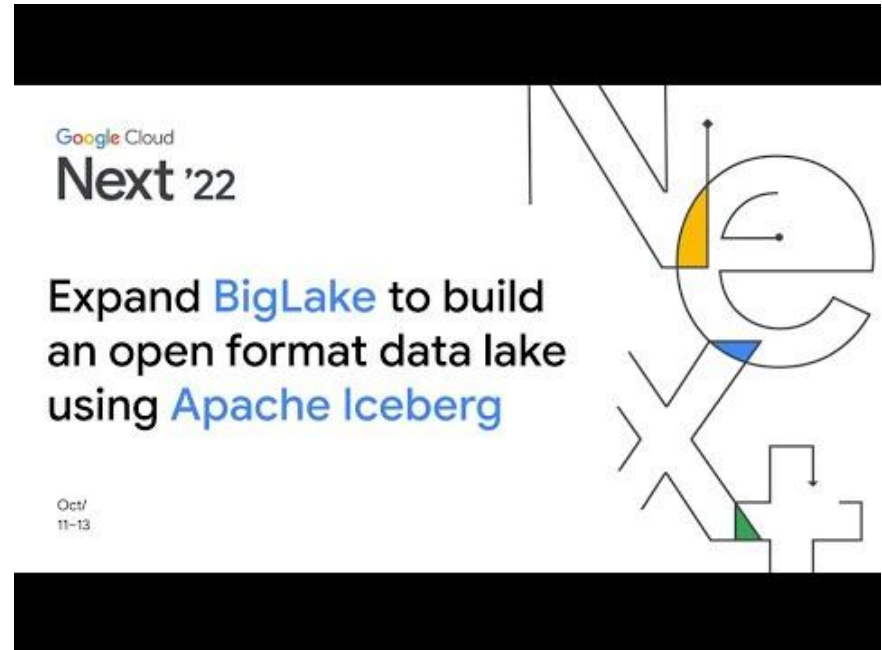 Google Cloud
Next ’22
Expand BigLake to build
an open format data lake
using Apache Iceberg
Oct/
11–13
Next